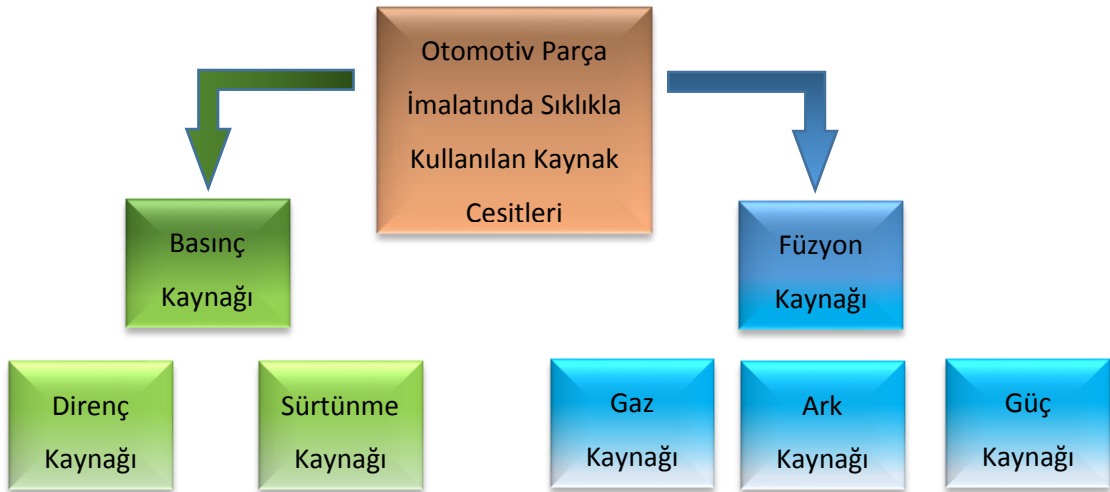 Otomotiv Parça
İmalatında Sıklıkla
Kullanılan Kaynak
Cesitleri
Basınç
Kaynağı
Füzyon
Kaynağı
Direnç
Kaynağı
Sürtünme
Kaynağı
Gaz
Kaynağı
Ark
Kaynağı
Güç
Kaynağı